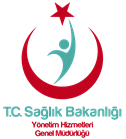 T.C. Sağlık Bakanlığı
Yönetim Hizmetleri
Genel Müdürlüğü